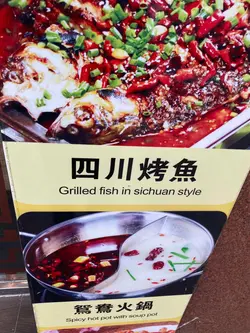 四川烤魚
Grilled fish in sichuan style
鴛鴦火鍋
Spicy hot pot with soup pot